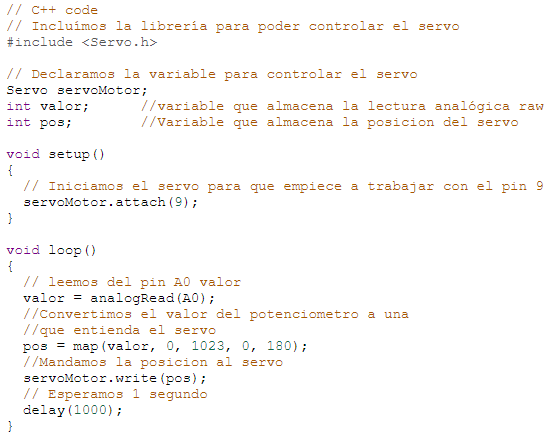 // C++ code
// Incluímos la librería para poder controlar el servo
#include <Servo.h>

// Declaramos la variable para controlar el servo
Servo servoMotor;
int valor;      //variable que almacena la lectura analógica raw
int pos;        //Variable que almacena la posicion del servo

void setup()
{
  // Iniciamos el servo para que empiece a trabajar con el pin 9
  servoMotor.attach(9);
}

void loop()
{
  // leemos del pin A0 valor
  valor = analogRead(A0);
  //Convertimos el valor del potenciometro a una
  //que entienda el servo
  pos = map(valor, 0, 1023, 0, 180);
  //Mandamos la posicion al servo
  servoMotor.write(pos);
  // Esperamos 1 segundo
  delay(1000);
}